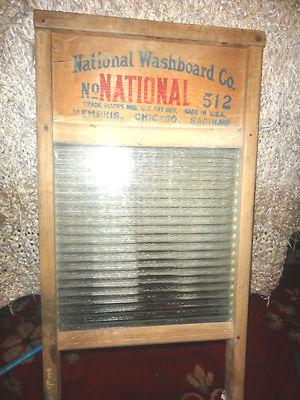 National Washboard Co.
No NATIONAL 512
TRADE MARKS REG. U.S. PAT. OFF. MADE IN U.S.A.
MEMPHIS, CHICAGO, SAGINAW